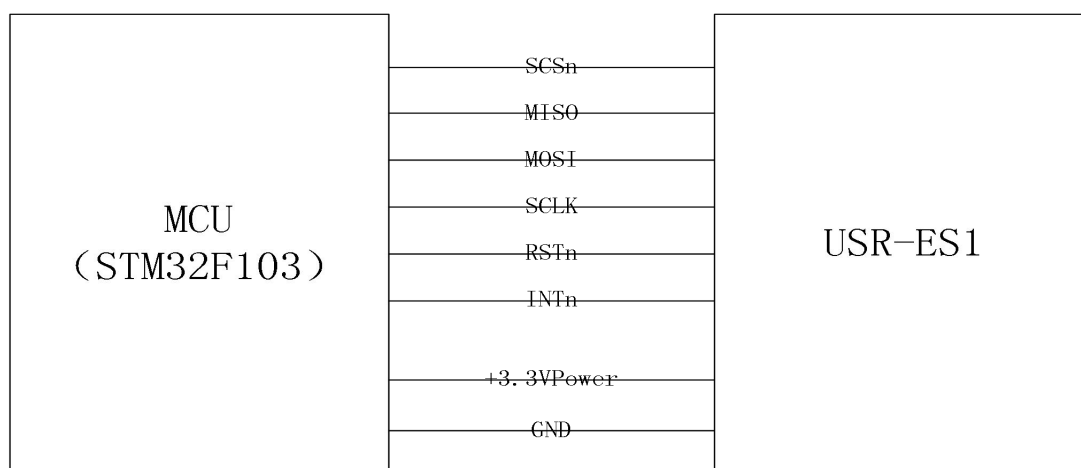 SCSn
MISO
MOSI
SCLK
RSTn
INTn
+3.3VPower
GND
MCU
（STM32F103）
USR-ES1